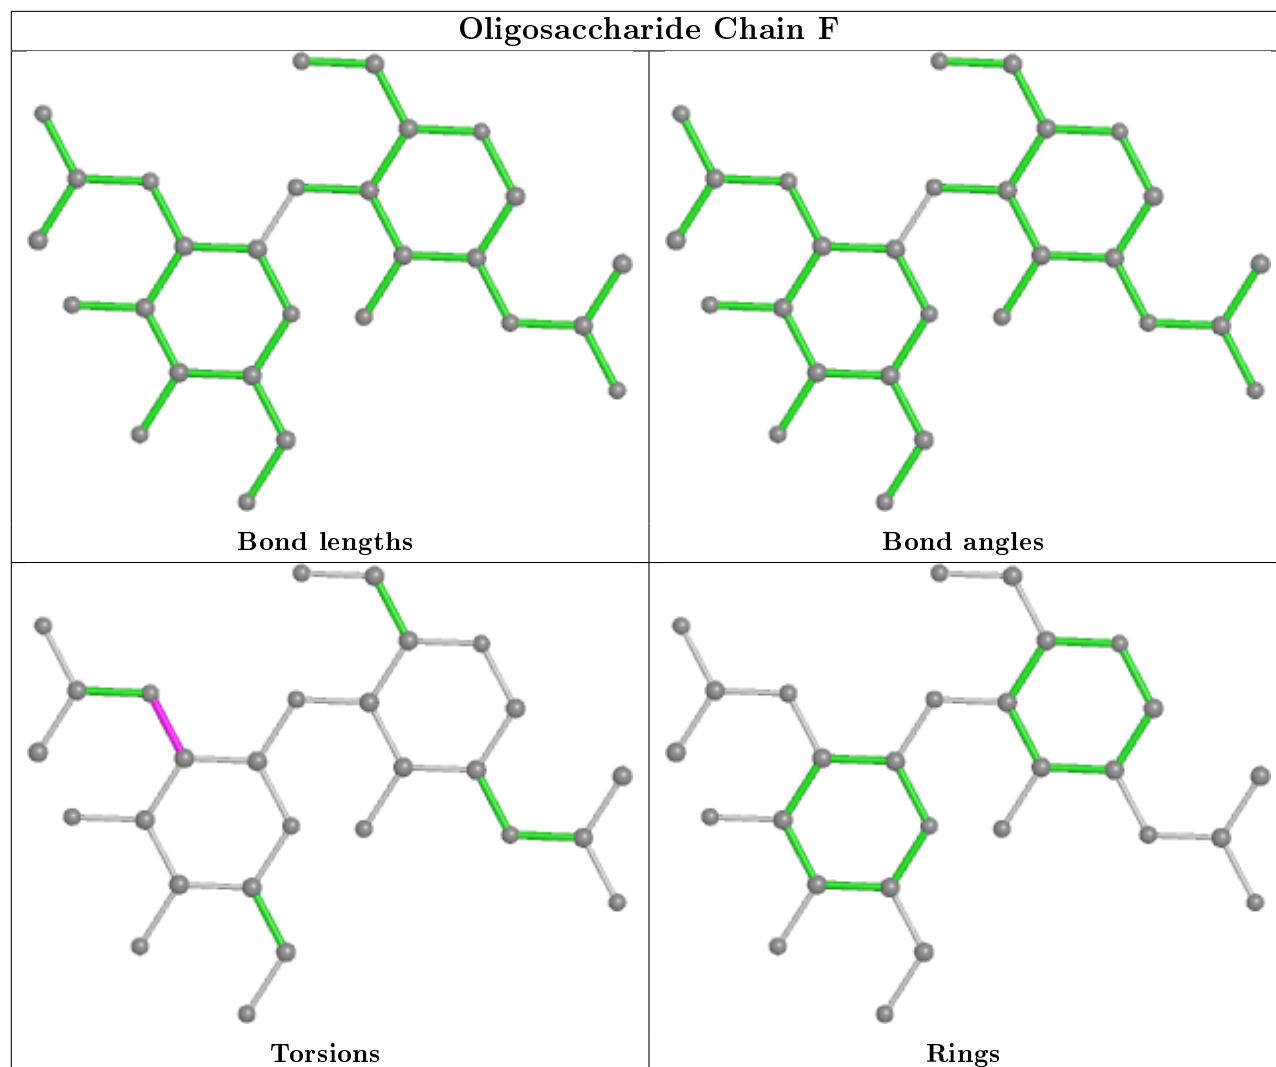 Oligosaccharide Chain F
Bond lengths
Bond angles
Torsions
Rings